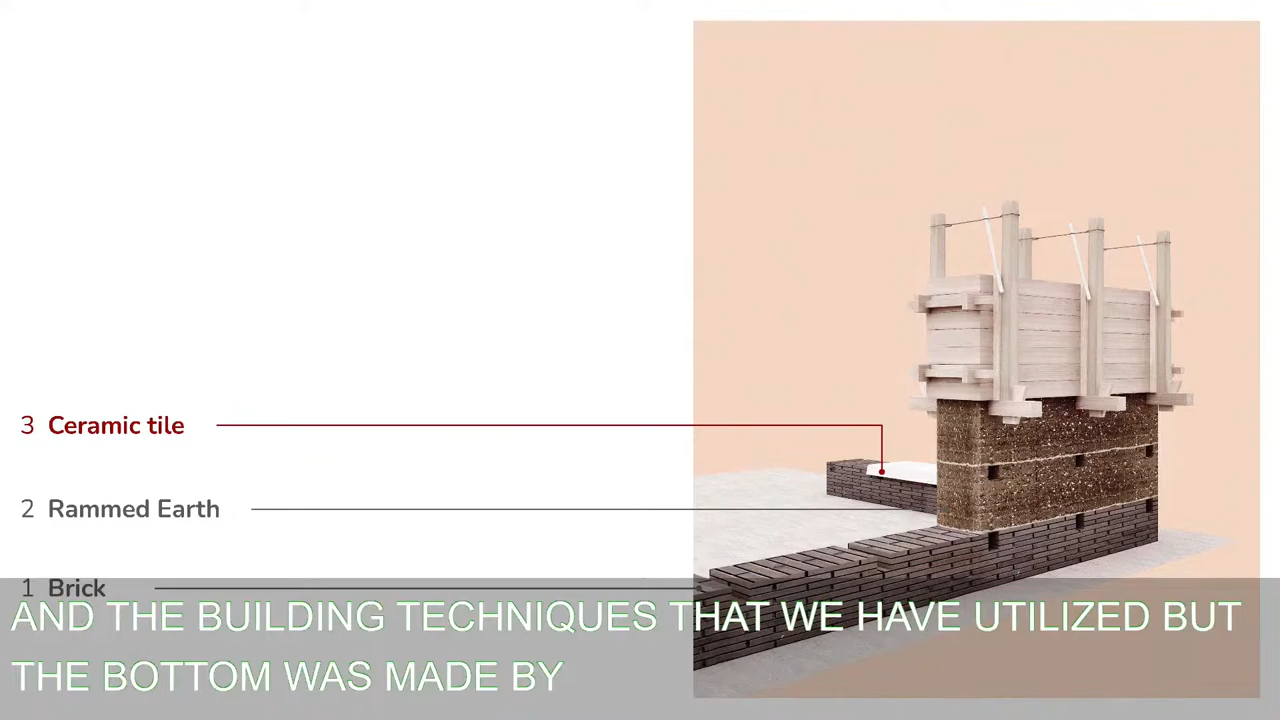 3 Ceramic tile
2 Rammed Earth
1 Brick
AND THE BUILDING TECHNIQUES THAT WE HAVE UTILIZED BUT
THE BOTTOM WAS MADE BY